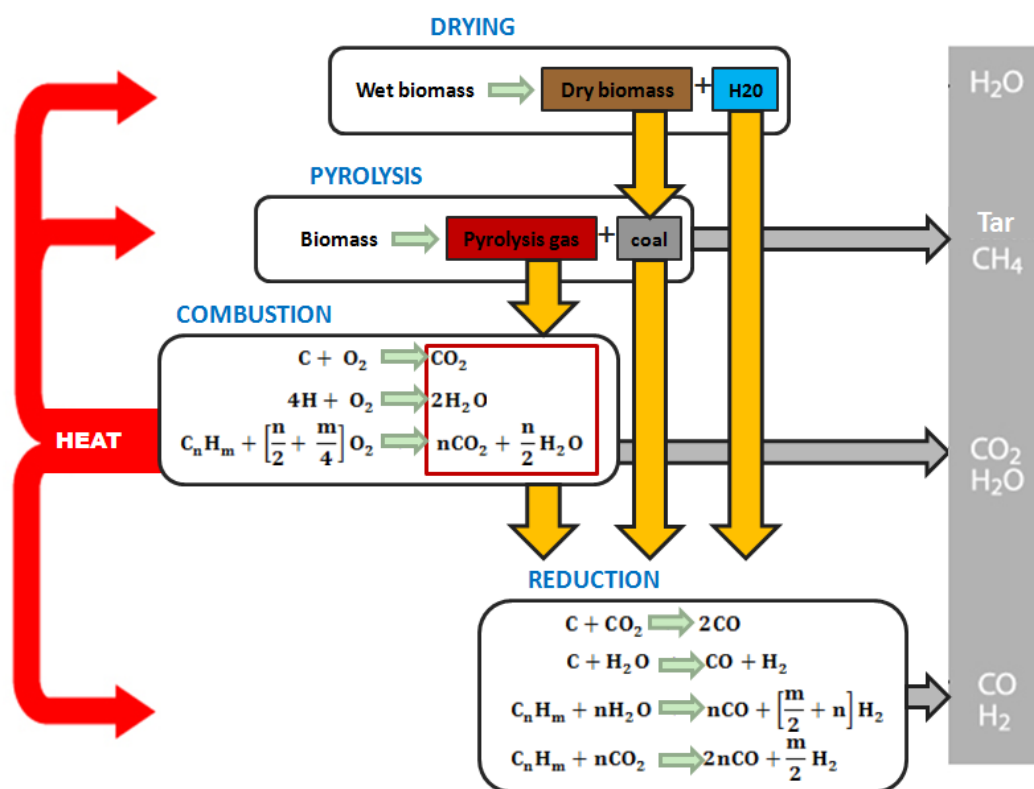 DRYING
Wet biomass Dry biomass + H20
H₂O
PYROLYSIS
Biomass Pyrolysis gas + coal
Tar
CH₄
COMBUSTION
C + O₂ CO₂
4H + O₂ 2H₂O
CₙHₘ + [n/2 + m/4] O₂ nCO₂ + n/2 H₂O
HEAT
CO₂
H₂O
REDUCTION
C + CO₂ 2CO
C + H₂O CO + H₂
CₙHₘ + nH₂O nCO + [m/2 + n] H₂
CₙHₘ + nCO₂ 2nCO + m/2 H₂
CO
H₂